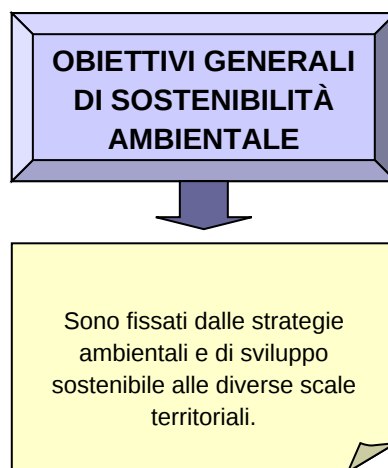 OBIETTIVI GENERALI
DI SOSTENIBILITÀ
AMBIENTALE
Sono fissati dalle strategie
ambientali e di sviluppo
sostenibile alle diverse scale
territoriali.